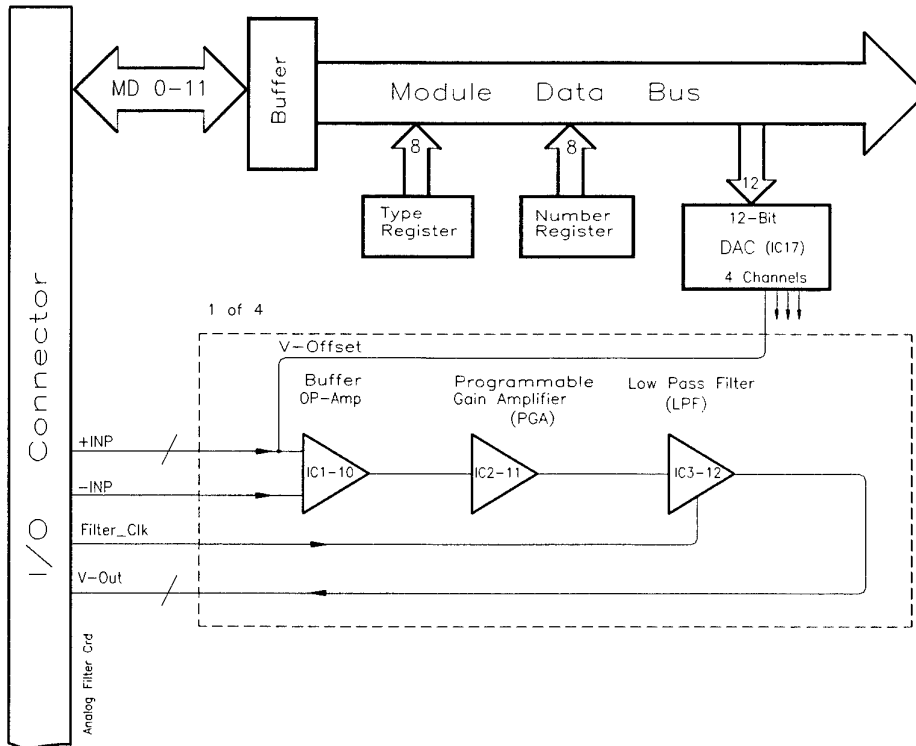 MD 0-11
Buffer
Module Data Bus
8
8
12
Type
Register
Number
Register
12-Bit
DAC (IC17)
4 Channels
1 of 4
V-Offset
Buffer
OP-Amp
Programmable
Gain Amplifier
(PGA)
Low Pass Filter
(LPF)
+INP
IC1-10
IC2-11
IC3-12
-INP
Filter_Clk
V-Out
I/O Connector
Analog Filter Crd